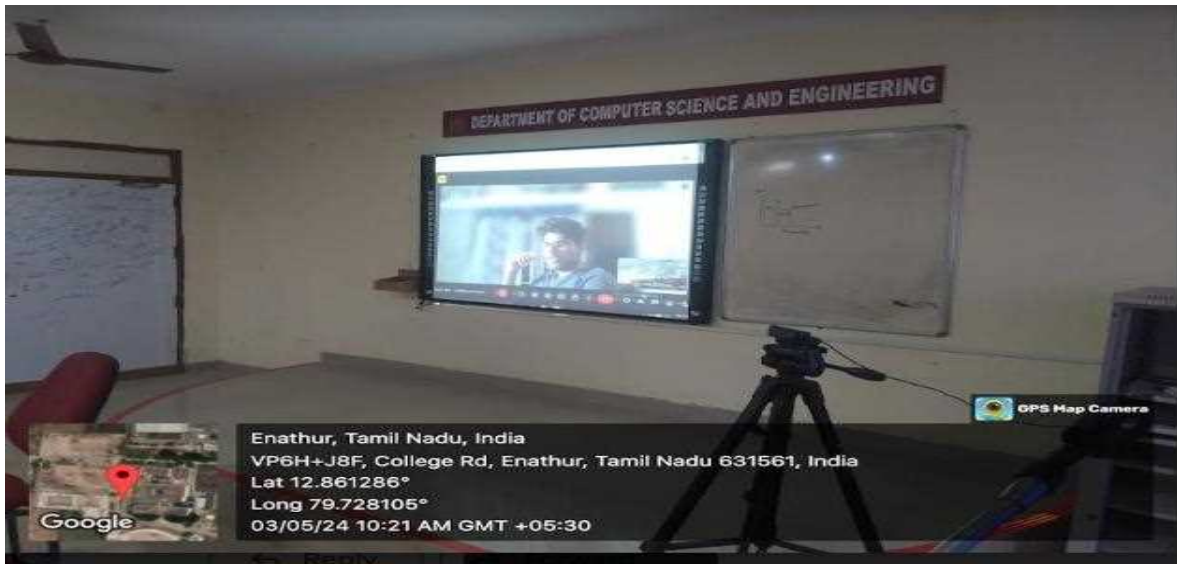 DEPARTMENT OF COMPUTER SCIENCE AND ENGINEERING
GPS Map Camera
Enathur, Tamil Nadu, India
VP6H+J8F, College Rd, Enathur, Tamil Nadu 631561, India
Lat 12.861286°
Long 79.728105°
03/05/24 10:21 AM GMT +05:30
Google
Reply